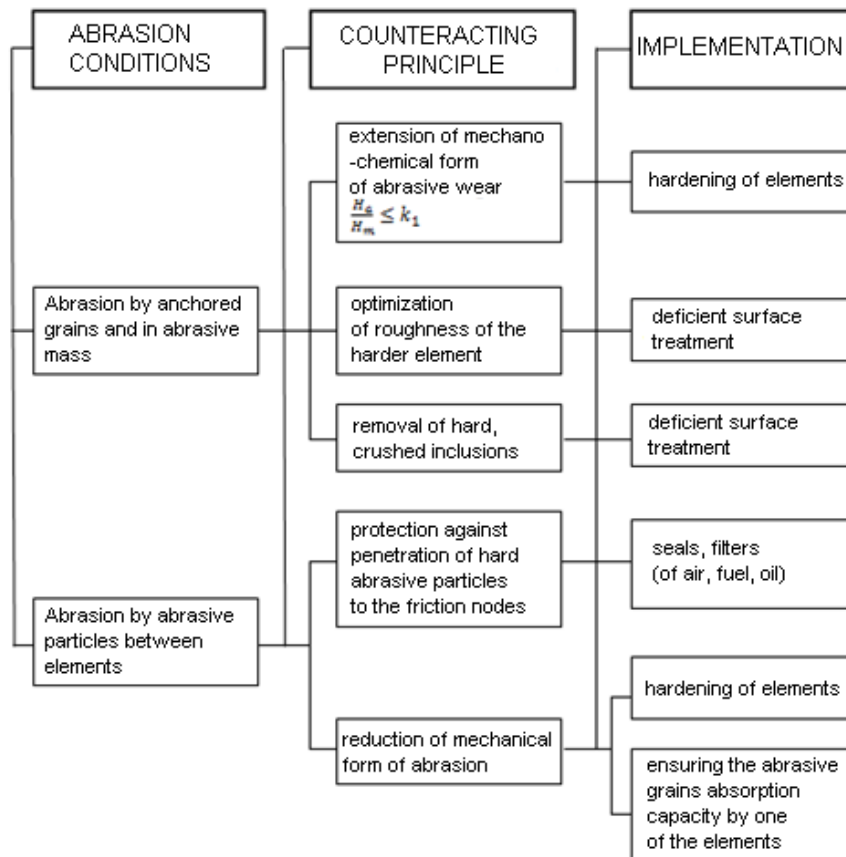 ABRASION
CONDITIONS
COUNTERACTING
PRINCIPLE
IMPLEMENTATION
extension of mechano
-chemical form
of abrasive wear
H_a/H_m ≤ k_1
hardening of elements
Abrasion by anchored
grains and in abrasive
mass
optimization
of roughness of the
harder element
deficient surface
treatment
removal of hard,
crushed inclusions
deficient surface
treatment
Abrasion by abrasive
particles between
elements
protection against
penetration of hard
abrasive particles
to the friction nodes
seals, filters
(of air, fuel, oil)
reduction of mechanical
form of abrasion
hardening of elements
ensuring the abrasive
grains absorption
capacity by one
of the elements